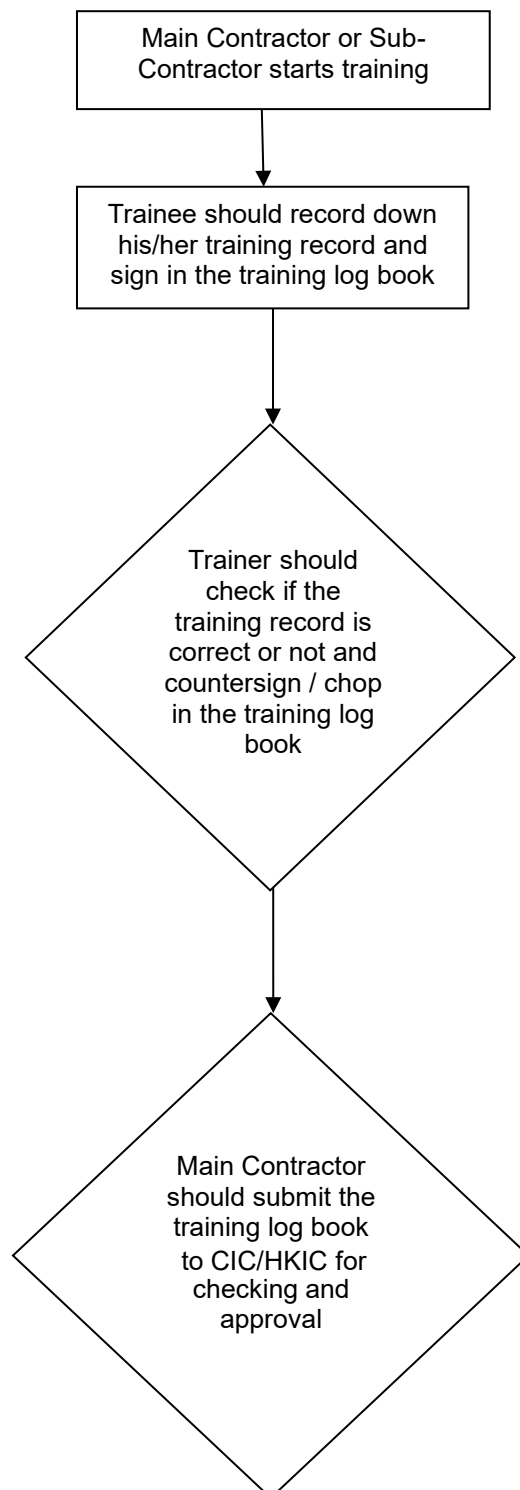 Main Contractor or Sub-
Contractor starts training
Trainee should record down
his/her training record and
sign in the training log book
Trainer should
check if the
training record is
correct or not and
countersign / chop
in the training log
book
Main Contractor
should submit the
training log book
to CIC/HKIC for
checking and
approval